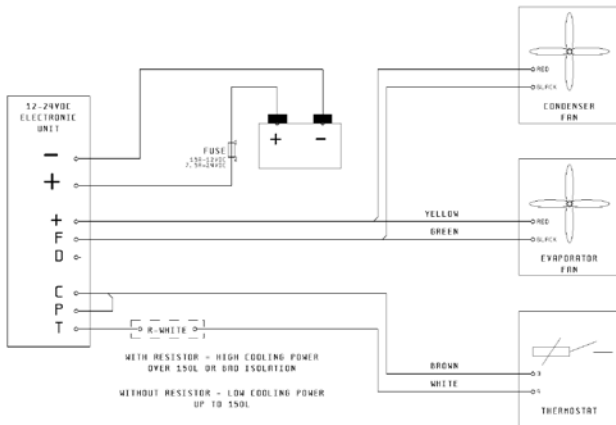 12-24VDC
ELECTRONIC
UNIT
-
+
+
F
D
C
P
T
FUSE
15A-12VDC
7.5A-24VDC
+ -
RED
BLACK
CONDENSER
FAN
YELLOW
GREEN
RED
BLACK
EVAPORATOR
FAN
R-WHITE
WITH RESISTOR - HIGH COOLING POWER
OVER 150L OR BAD ISOLATION
WITHOUT RESISTOR - LOW COOLING POWER
UP TO 150L
BROWN
WHITE
THERMOSTAT